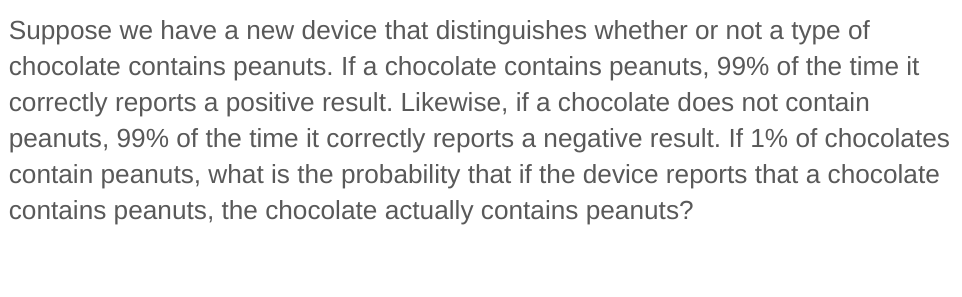 Suppose we have a new device that distinguishes whether or not a type of
chocolate contains peanuts. If a chocolate contains peanuts, 99% of the time it
correctly reports a positive result. Likewise, if a chocolate does not contain
peanuts, 99% of the time it correctly reports a negative result. If 1% of chocolates
contain peanuts, what is the probability that if the device reports that a chocolate
contains peanuts, the chocolate actually contains peanuts?